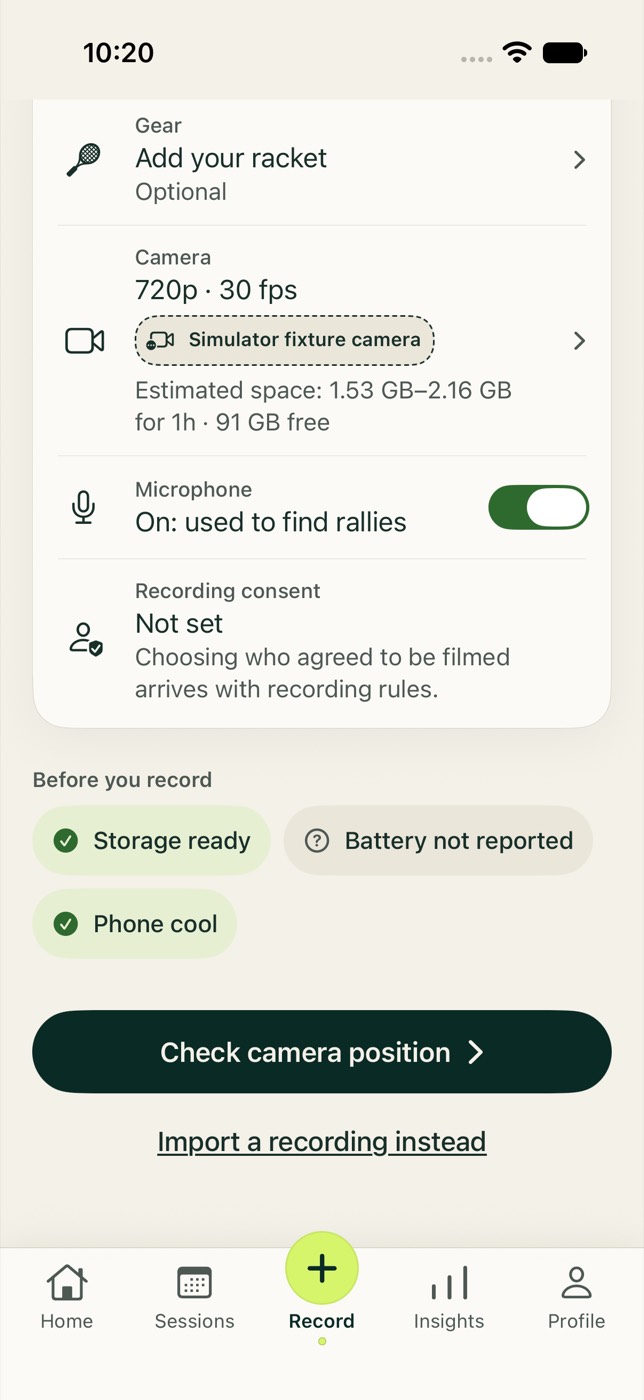 10:20
Gear
Add your racket
Optional
Camera
720p · 30 fps
Simulator fixture camera
Estimated space: 1.53 GB–2.16 GB
for 1h · 91 GB free
Microphone
On: used to find rallies
Recording consent
Not set
Choosing who agreed to be filmed
arrives with recording rules.
Before you record
Storage ready
Battery not reported
Phone cool
Check camera position
Import a recording instead
Home
Sessions
Record
Insights
Profile